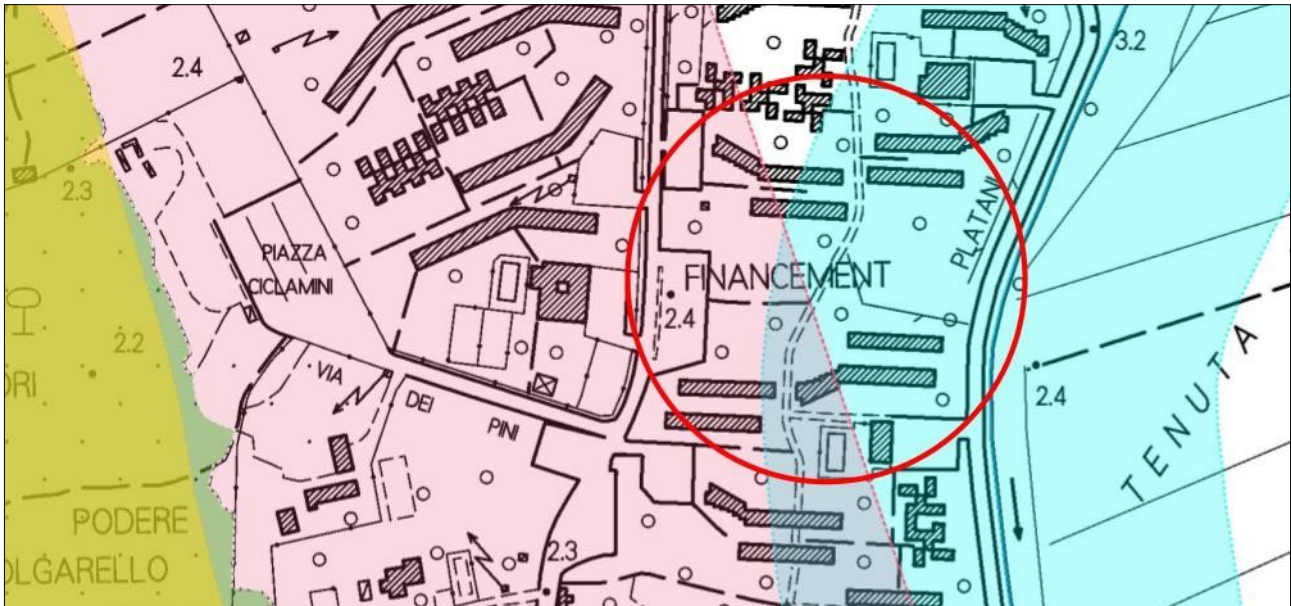 3.2
2.4
2.3
PLATANI
PIAZZA
CICLAMINI
FINANCEMENT
2.4
2.2
ORI
VIA
DEI
PINI
2.4
TENUTA
PODERE
OLGARELLO
2.3